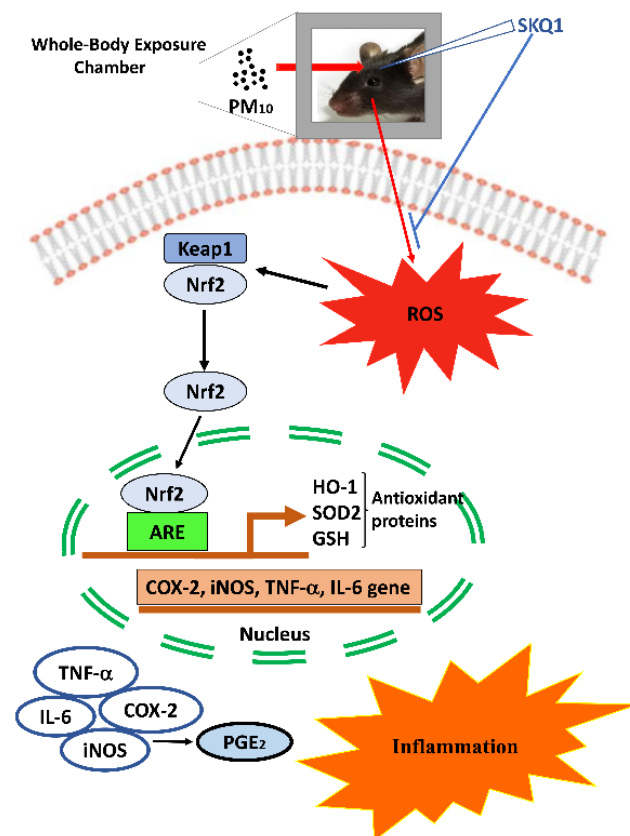 SKQ1
Whole-Body Exposure
Chamber
PM₁₀
Keap1
Nrf2
ROS
Nrf2
Nrf2
ARE
HO-1
SOD2
GSH
Antioxidant
proteins
COX-2, iNOS, TNF-α, IL-6 gene
Nucleus
TNF-α
IL-6
COX-2
iNOS
PGE₂
Inflammation